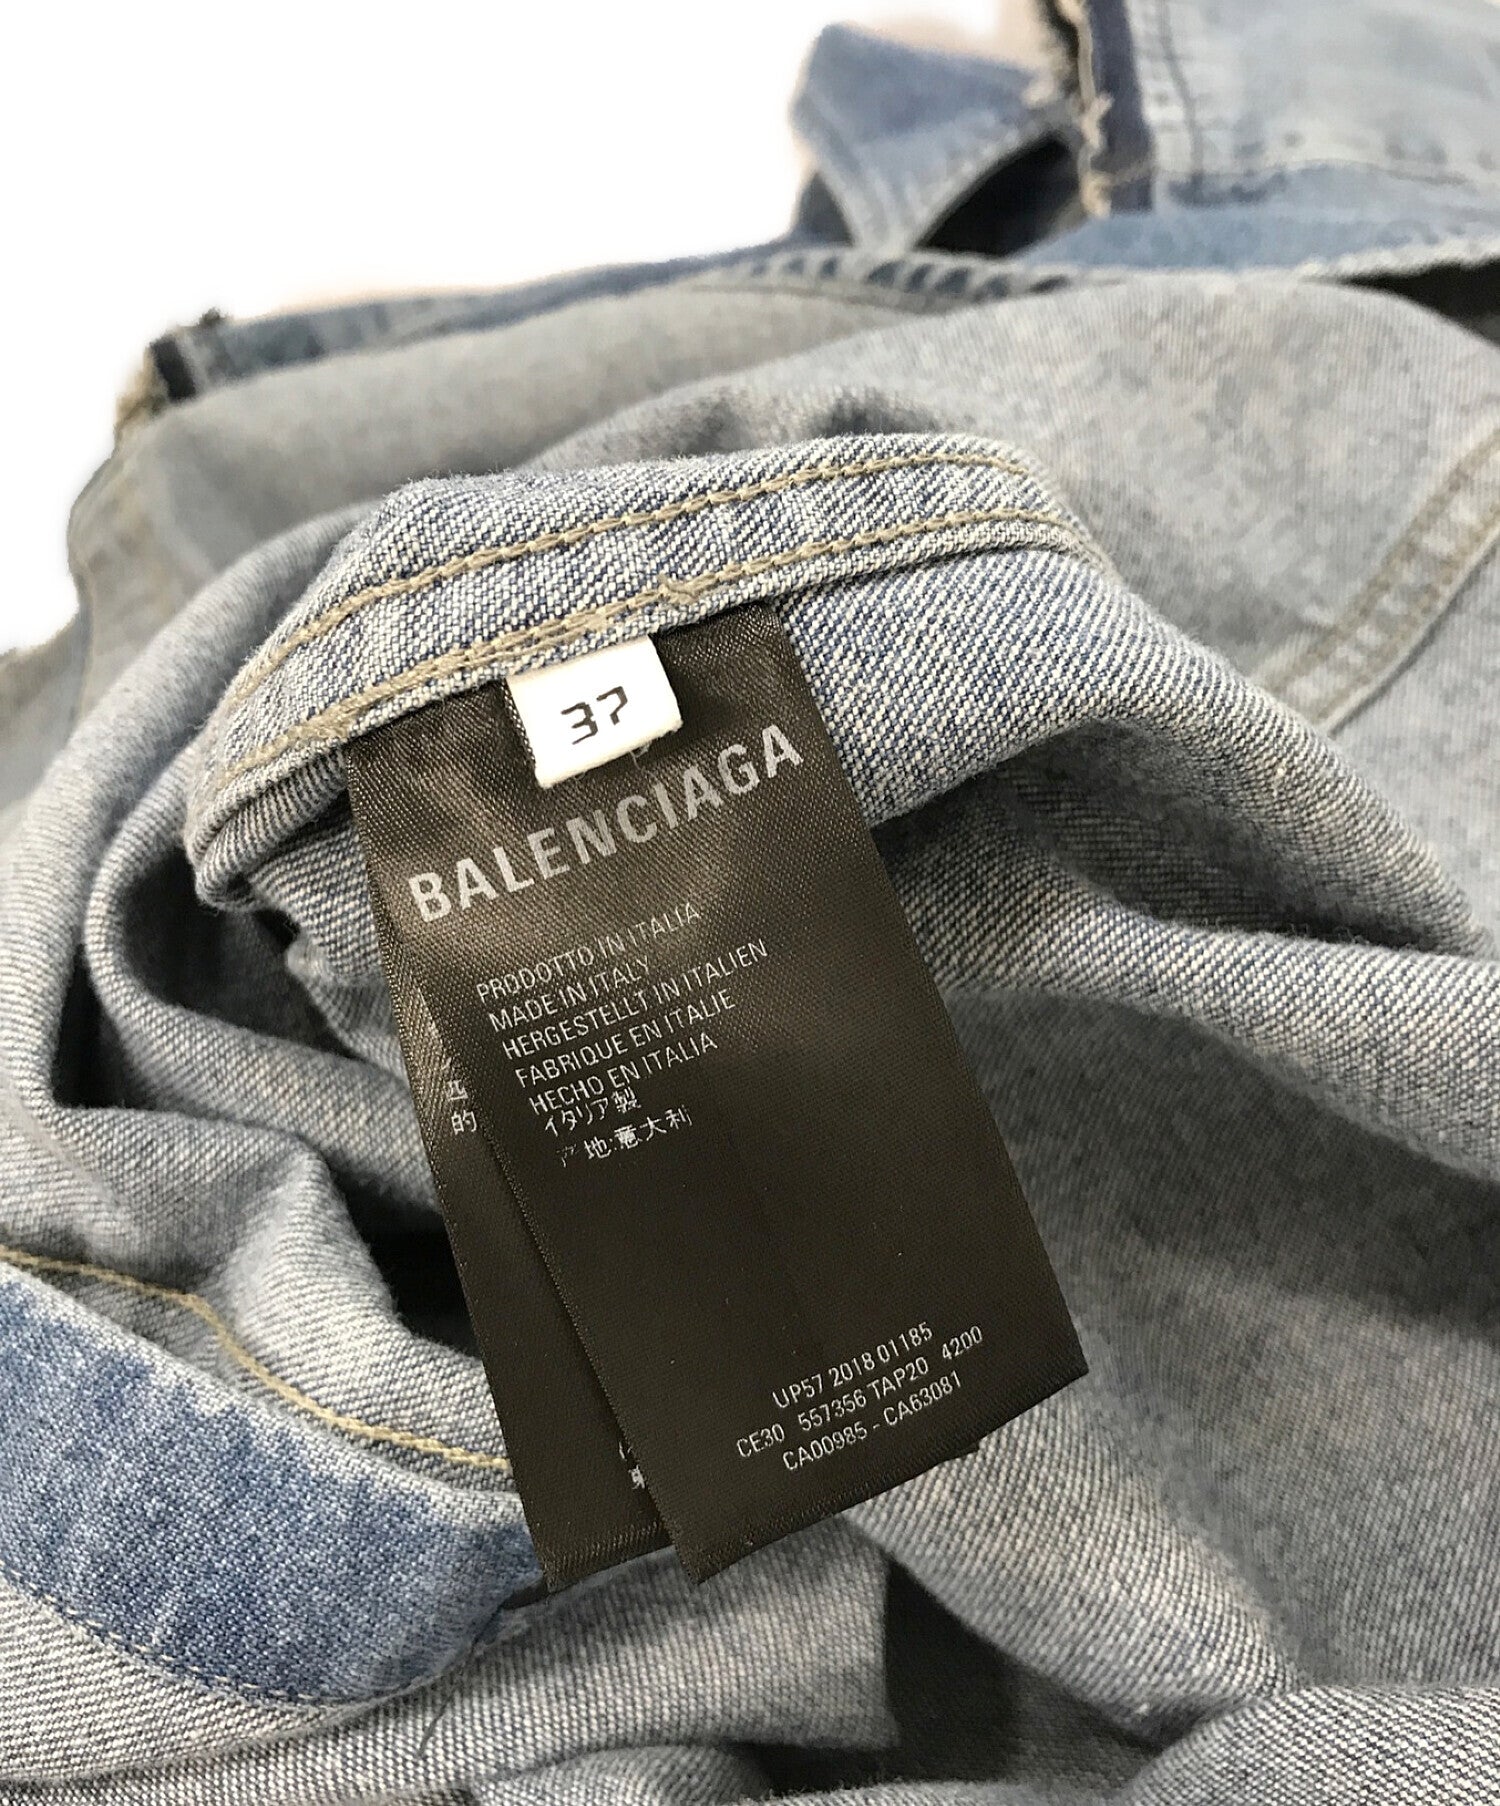 37
BALENCIAGA
PRODOTTO IN ITALIA
MADE IN ITALY
HERGESTELLT IN ITALIEN
FABRIQUE EN ITALIE
HECHO EN ITALIA
イタリア製
产地:意大利
的
UP57 2018 01185
CE30 557356 TAP20 4200
CA00985 - CA63081